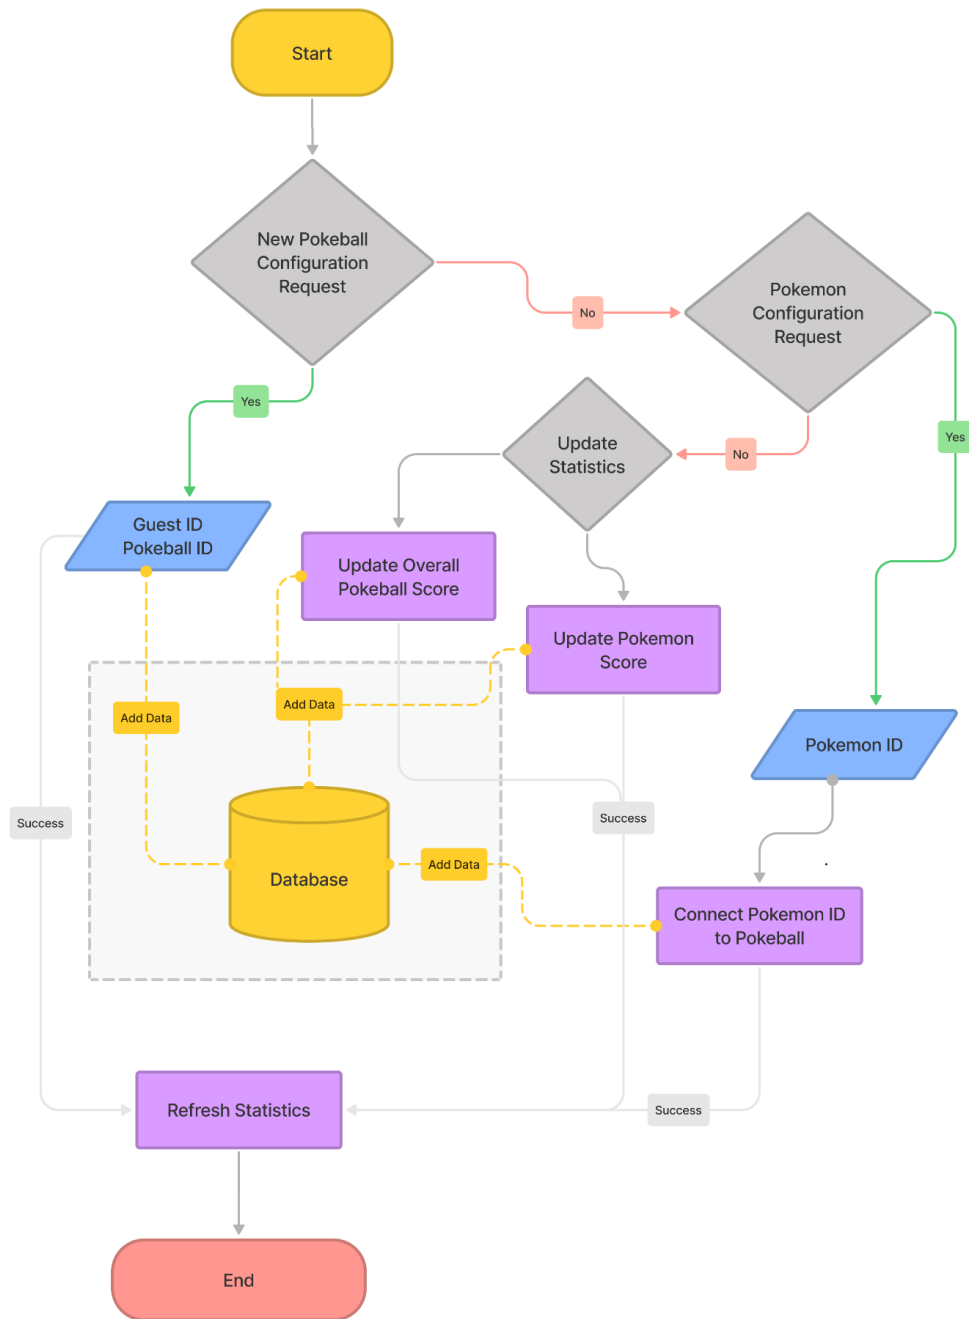 Start
New Pokeball
Configuration
Request
No
Pokemon
Configuration
Request
Yes
Yes
Update
Statistics
No
Guest ID
Pokeball ID
Update Overall
Pokeball Score
Update Pokemon
Score
Add Data
Add Data
Pokemon ID
Success
Success
Database
Add Data
Connect Pokemon ID
to Pokeball
Refresh Statistics
Success
End